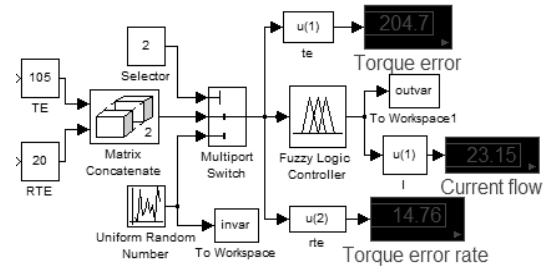 2
Selector
u(1)
te
204.7
Torque error
105
TE
20
RTE
2
Matrix
Concatenate
Multiport
Switch
Fuzzy Logic
Controller
outvar
To Workspace1
u(1)
I
23.15
Current flow
Uniform Random
Number
invar
To Workspace
u(2)
rte
14.76
Torque error rate